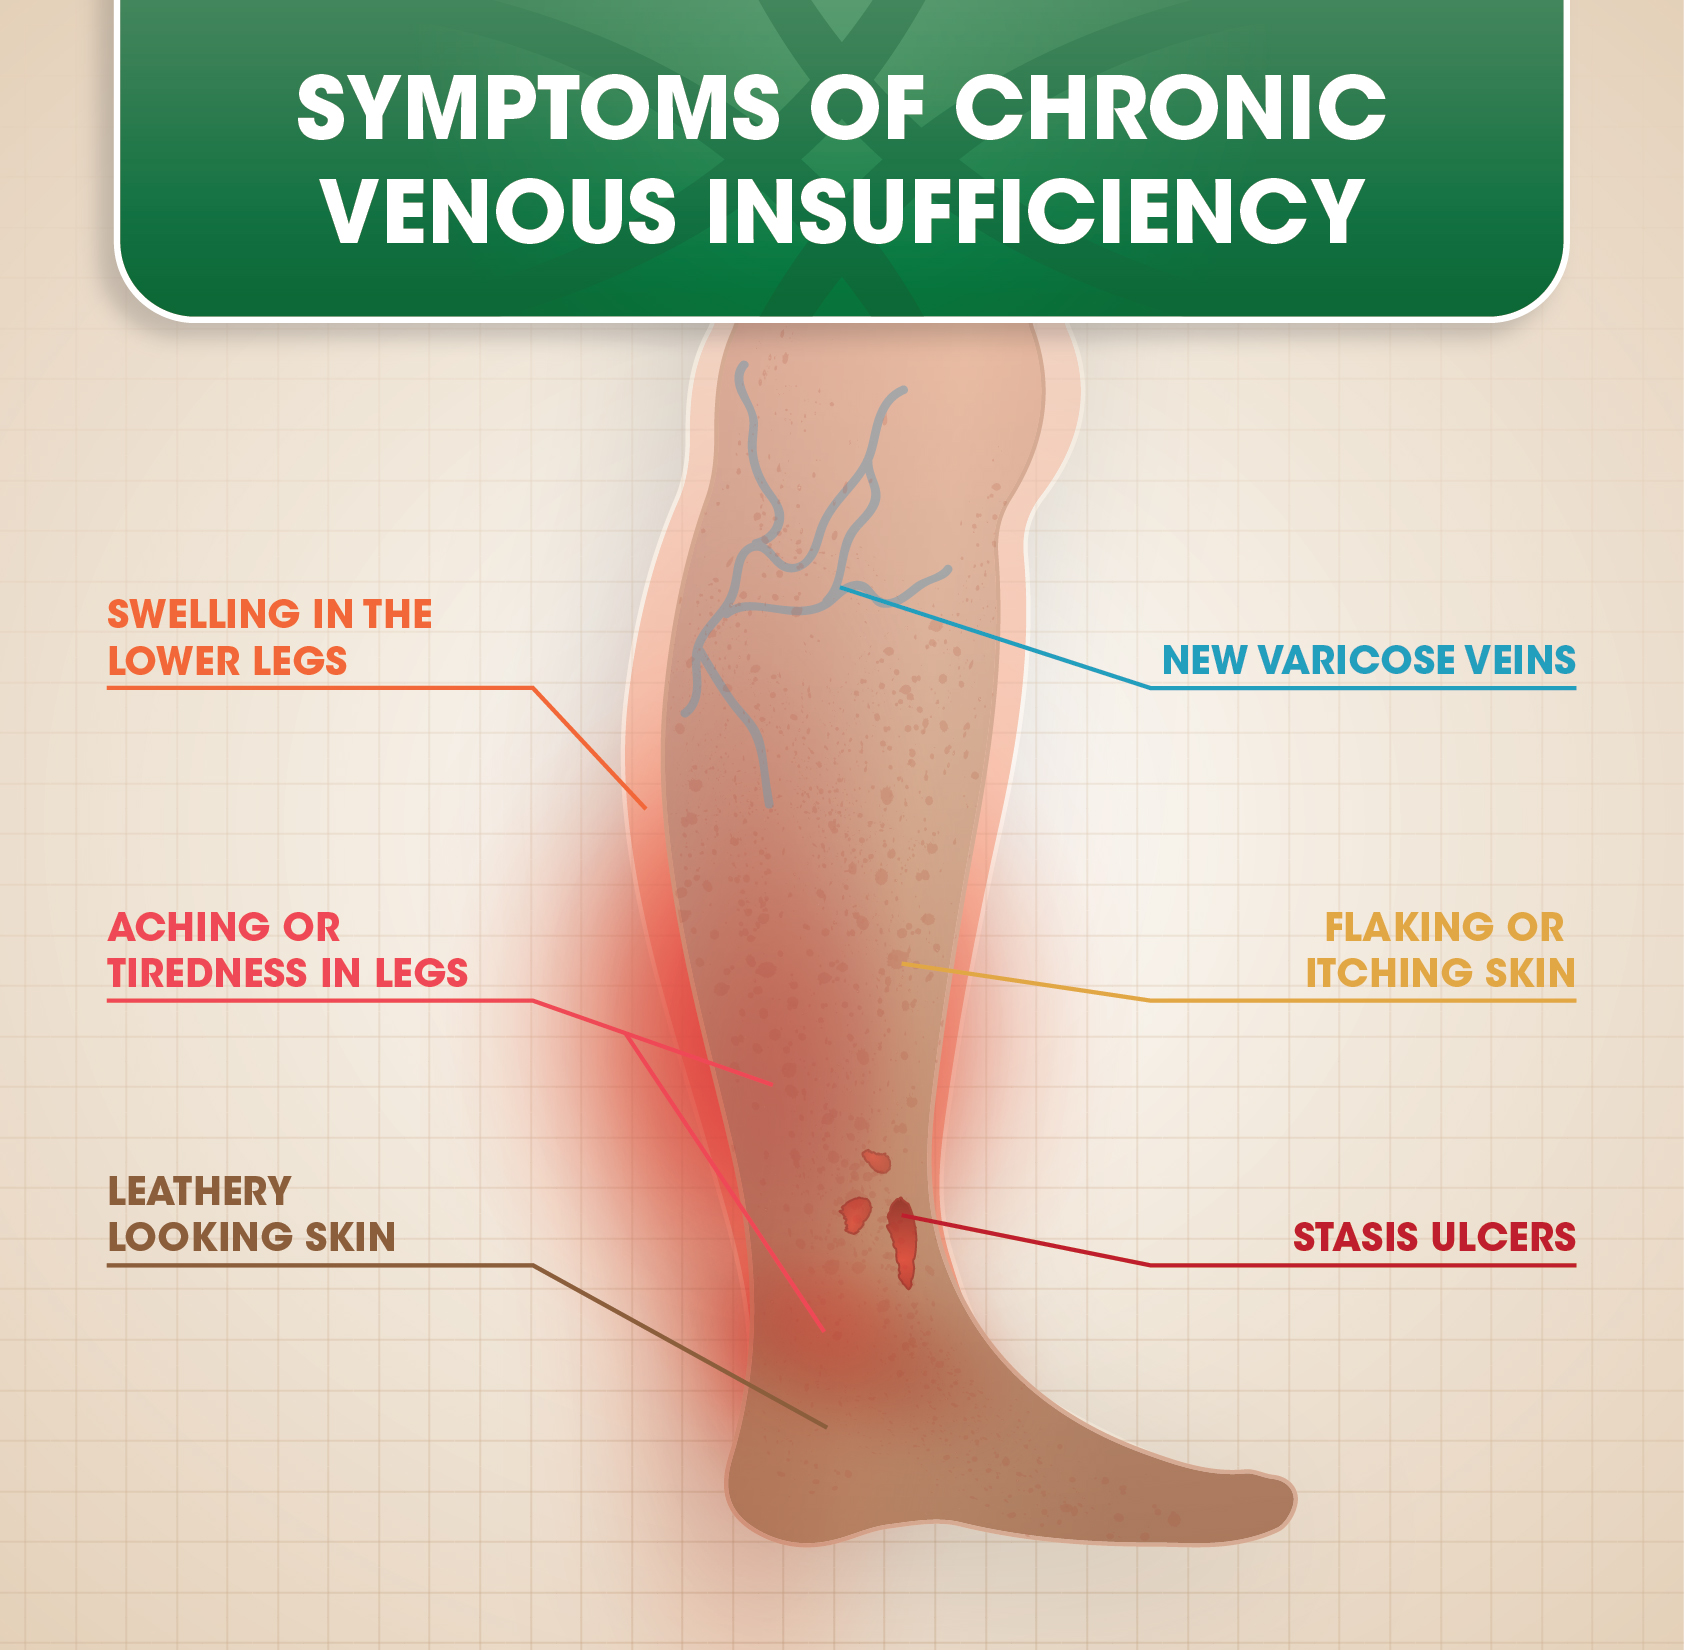 SYMPTOMS OF CHRONIC
VENOUS INSUFFICIENCY
SWELLING IN THE
LOWER LEGS
NEW VARICOSE VEINS
ACHING OR
TIREDNESS IN LEGS
FLAKING OR
ITCHING SKIN
LEATHERY
LOOKING SKIN
STASIS ULCERS